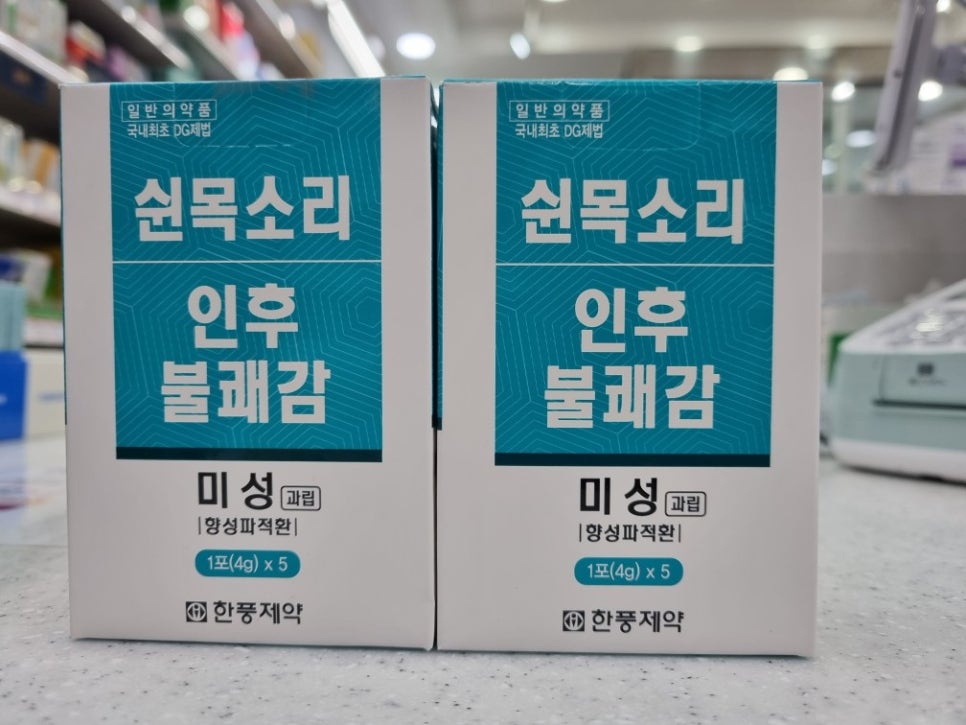 일반의약품
국내최초 DG제법
쉰목소리
인후
불쾌감
미성 과립
향성파적환
1포(4g) x 5
한풍제약
일반의약품
국내최초 DG제법
쉰목소리
인후
불쾌감
미성 과립
향성파적환
1포(4g) x 5
한풍제약